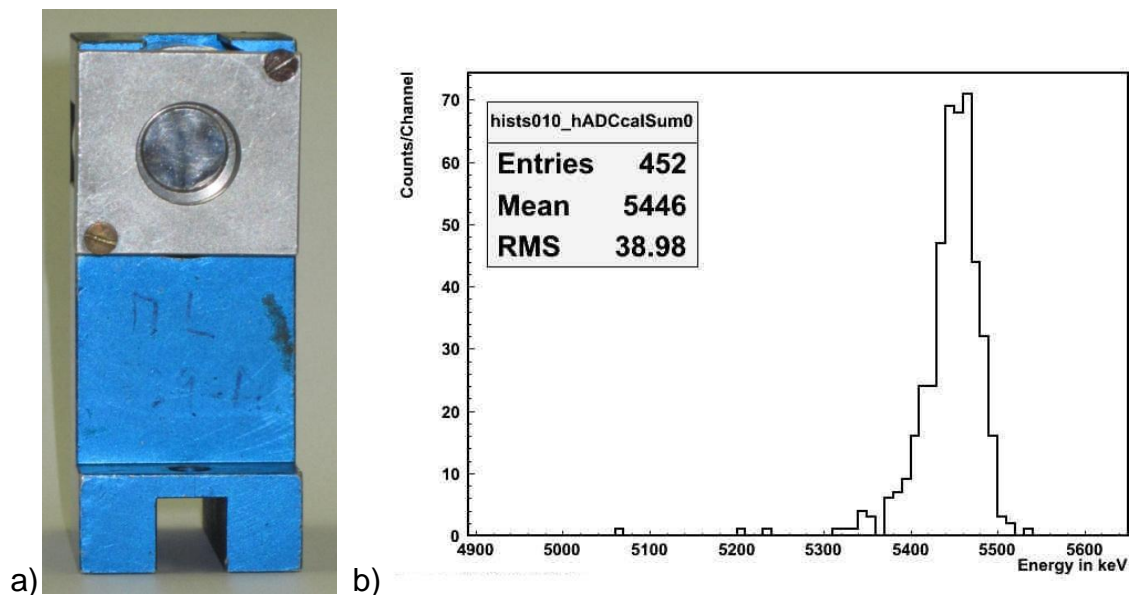 a)
b)
Counts/Channel
70
60
50
40
30
20
10
0
hists010_hADCcalSum0
Entries 452
Mean 5446
RMS 38.98
4900 5000 5100 5200 5300 5400 5500 5600
Energy in keV